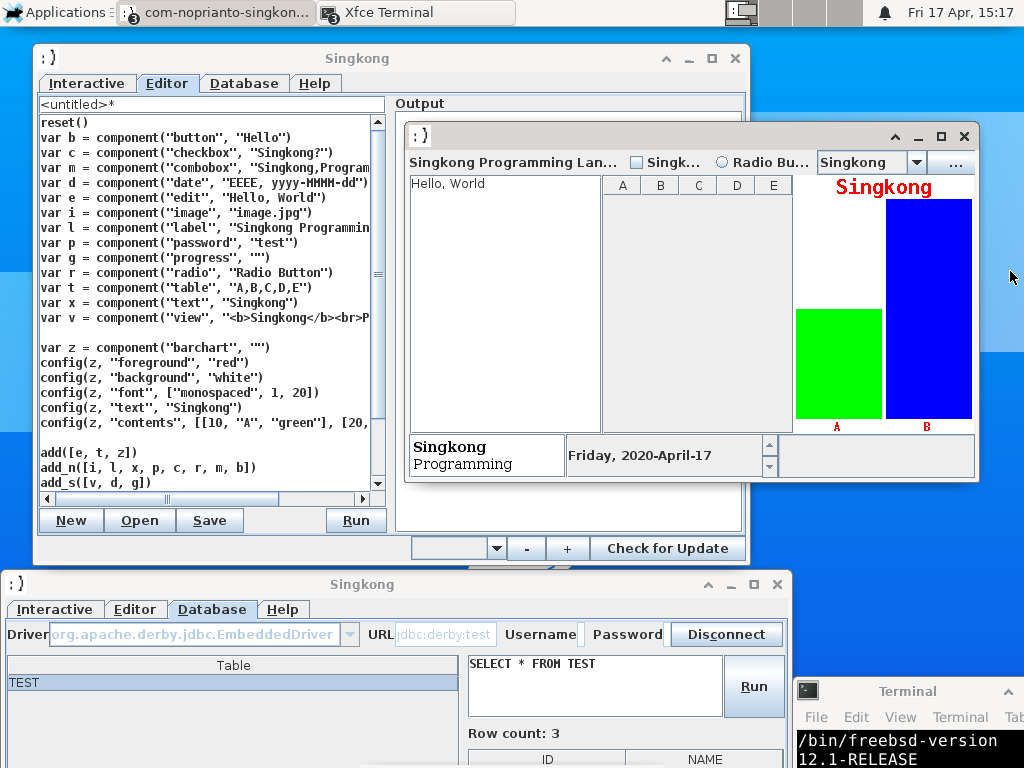 Applications com-noprianto-singkon... Xfce Terminal Fri 17 Apr, 15:17
3 3
:) Singkong
Interactive Editor Database Help
<untitled>*
reset()
var b = component("button", "Hello")
var c = component("checkbox", "Singkong?")
var m = component("combobox", "Singkong,Program
var d = component("date", "EEEE, yyyy-MMMM-dd")
var e = component("edit", "Hello, World")
var i = component("image", "image.jpg")
var l = component("label", "Singkong Programmin
var p = component("password", "test")
var g = component("progress", "")
var r = component("radio", "Radio Button")
var t = component("table", "A,B,C,D,E")
var x = component("text", "Singkong")
var v = component("view", "<b>Singkong</b><br>P
var z = component("barchart", "")
config(z, "foreground", "red")
config(z, "background", "white")
config(z, "font", ["monospaced", 1, 20])
config(z, "text", "Singkong")
config(z, "contents", [[10, "A", "green"], [20,
add([e, t, z])
add_n([i, l, x, p, c, r, m, b])
add_s([v, d, g])
New Open Save Run
Output
:)
Singkong Programming Lan... Singk... Radio Bu... Singkong ...
Hello, World
A B C D E
Singkong
A B
Singkong
Programming
Friday, 2020-April-17
- + Check for Update
:) Singkong
Interactive Editor Database Help
Driver org.apache.derby.jdbc.EmbeddedDriver URL jdbc:derby:test Username Password Disconnect
Table
TEST
SELECT * FROM TEST
Run
Row count: 3
ID NAME
Terminal
File Edit View Terminal Tab
/bin/freebsd-version
12.1-RELEASE